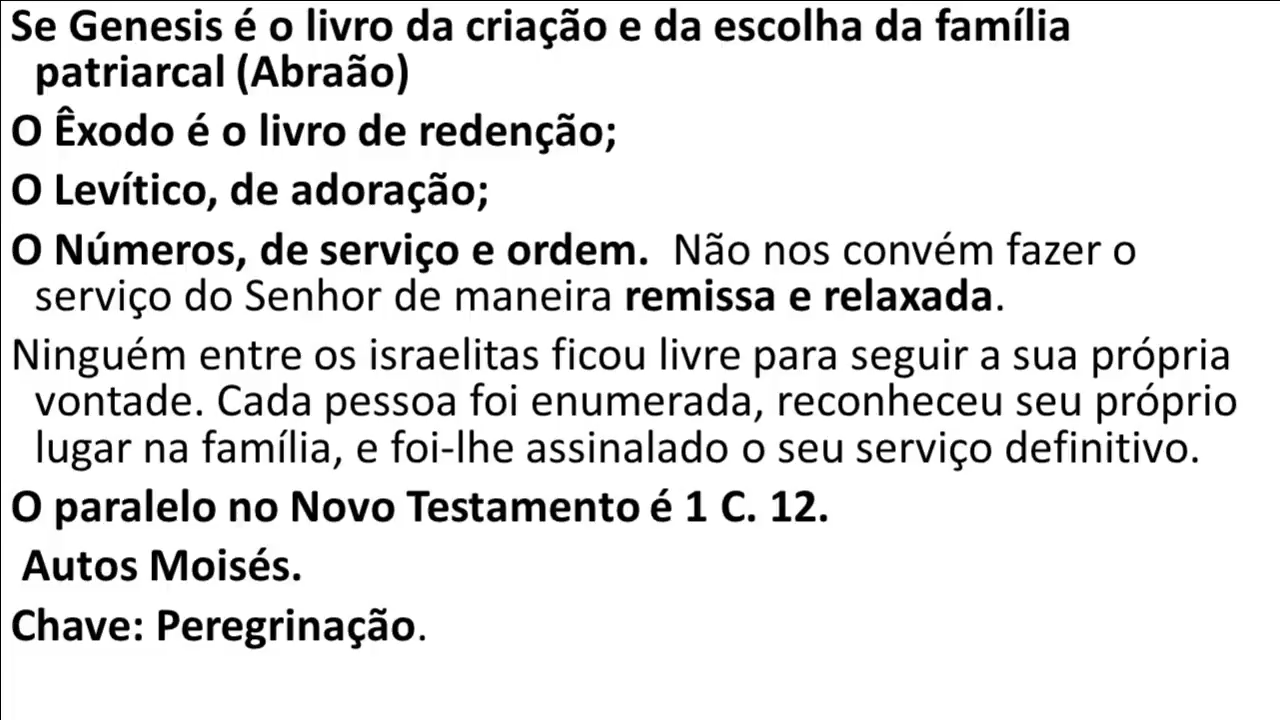 Se Genesis é o livro da criação e da escolha da família
patriarcal (Abraão)
O Êxodo é o livro de redenção;
O Levítico, de adoração;
O Números, de serviço e ordem. Não nos convém fazer o
serviço do Senhor de maneira remissa e relaxada.
Ninguém entre os israelitas ficou livre para seguir a sua própria
vontade. Cada pessoa foi enumerada, reconheceu seu próprio
lugar na família, e foi-lhe assinalado o seu serviço definitivo.
O paralelo no Novo Testamento é 1 C. 12.
Autos Moisés.
Chave: Peregrinação.